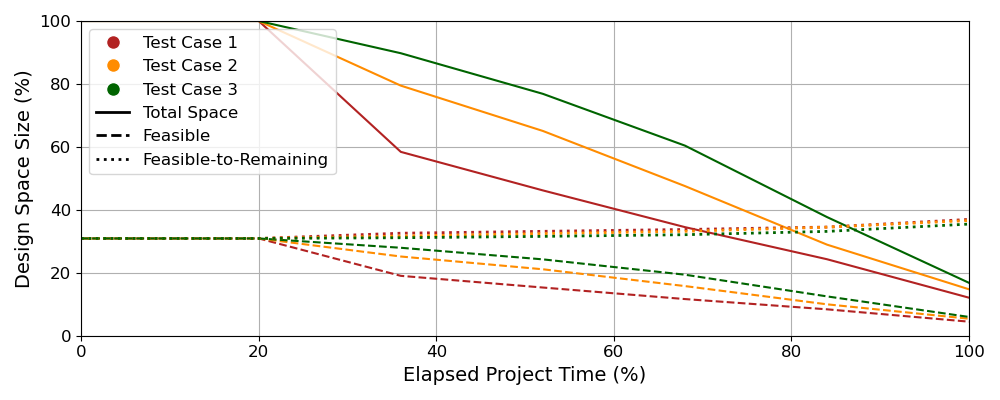 Design Space Size (%)
100
80
60
40
20
0
Test Case 1
Test Case 2
Test Case 3
Total Space
Feasible
Feasible-to-Remaining
0
20
40
60
80
100
Elapsed Project Time (%)